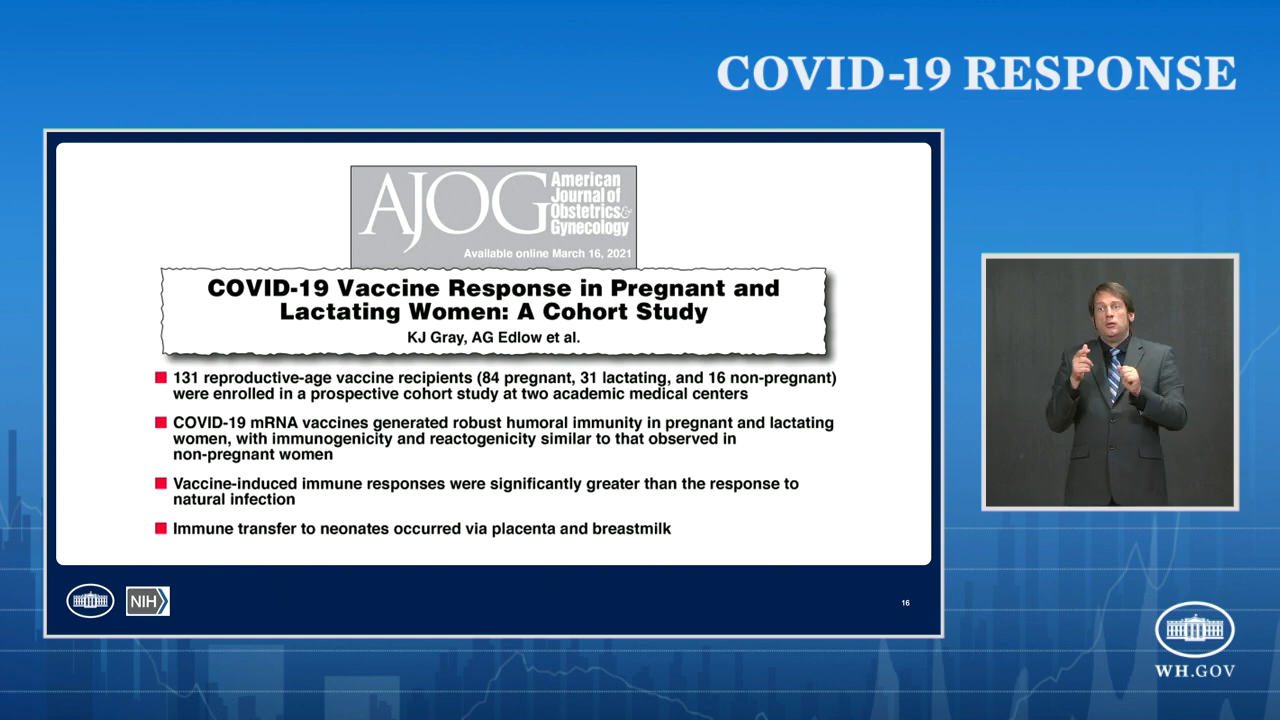 COVID-19 RESPONSE
AJOG
American
Journal of
Obstetrics&
Gynecology
Available online March 16, 2021
COVID-19 Vaccine Response in Pregnant and
Lactating Women: A Cohort Study
KJ Gray, AG Edlow et al.
131 reproductive-age vaccine recipients (84 pregnant, 31 lactating, and 16 non-pregnant)
were enrolled in a prospective cohort study at two academic medical centers
COVID-19 mRNA vaccines generated robust humoral immunity in pregnant and lactating
women, with immunogenicity and reactogenicity similar to that observed in
non-pregnant women
Vaccine-induced immune responses were significantly greater than the response to
natural infection
Immune transfer to neonates occurred via placenta and breastmilk
NIH
16
WH.GOV